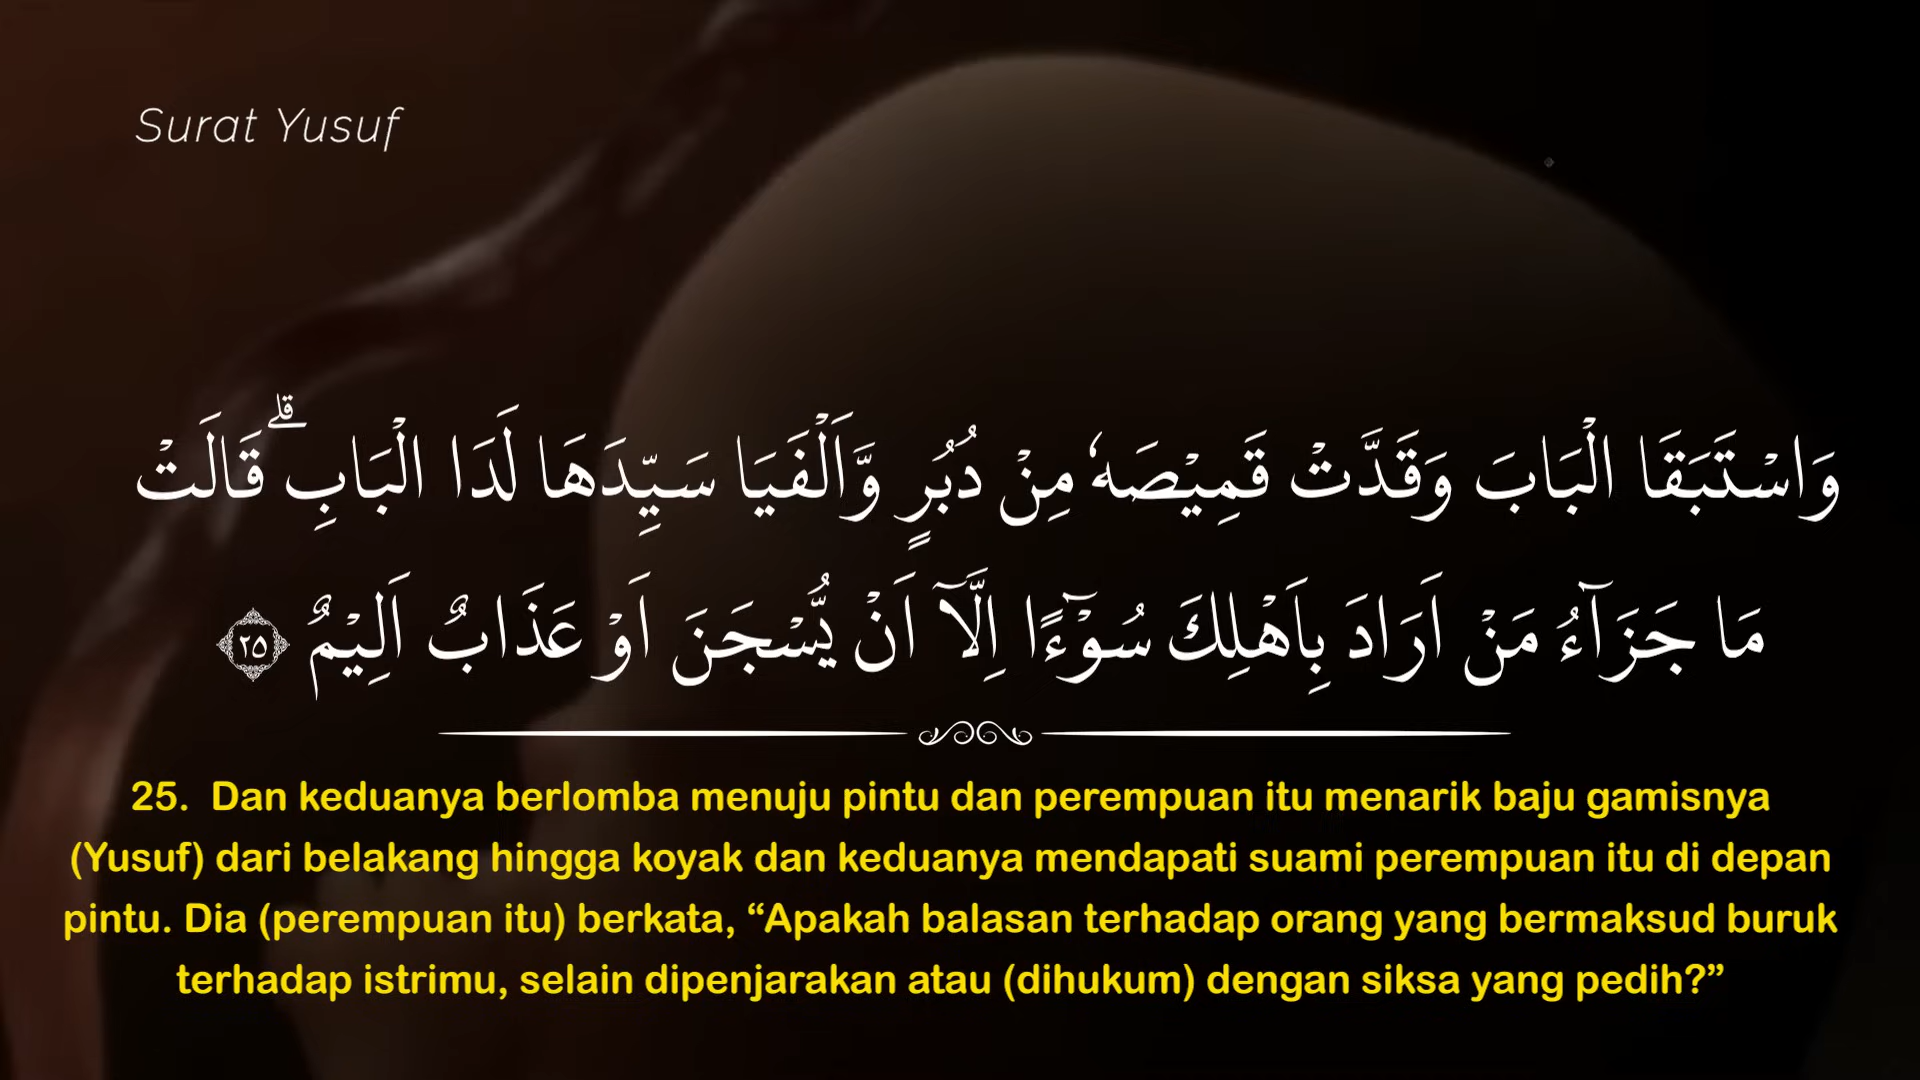 Surat Yusuf
وَاسْتَبَقَا الْبَابَ وَقَدَّتْ قَمِيْصَهٗ مِنْ دُبُرٍ وَّاَلْفَيَا سَيِّدَهَا لَدَا الْبَابِۗ قَالَتْ
مَا جَزَاۤءُ مَنْ اَرَادَ بِاَهْلِكَ سُوْۤءًا اِلَّآ اَنْ يُّسْجَنَ اَوْ عَذَابٌ اَلِيْمٌ ٢٥
25. Dan keduanya berlomba menuju pintu dan perempuan itu menarik baju gamisnya
(Yusuf) dari belakang hingga koyak dan keduanya mendapati suami perempuan itu di depan
pintu. Dia (perempuan itu) berkata, “Apakah balasan terhadap orang yang bermaksud buruk
terhadap istrimu, selain dipenjarakan atau (dihukum) dengan siksa yang pedih?”